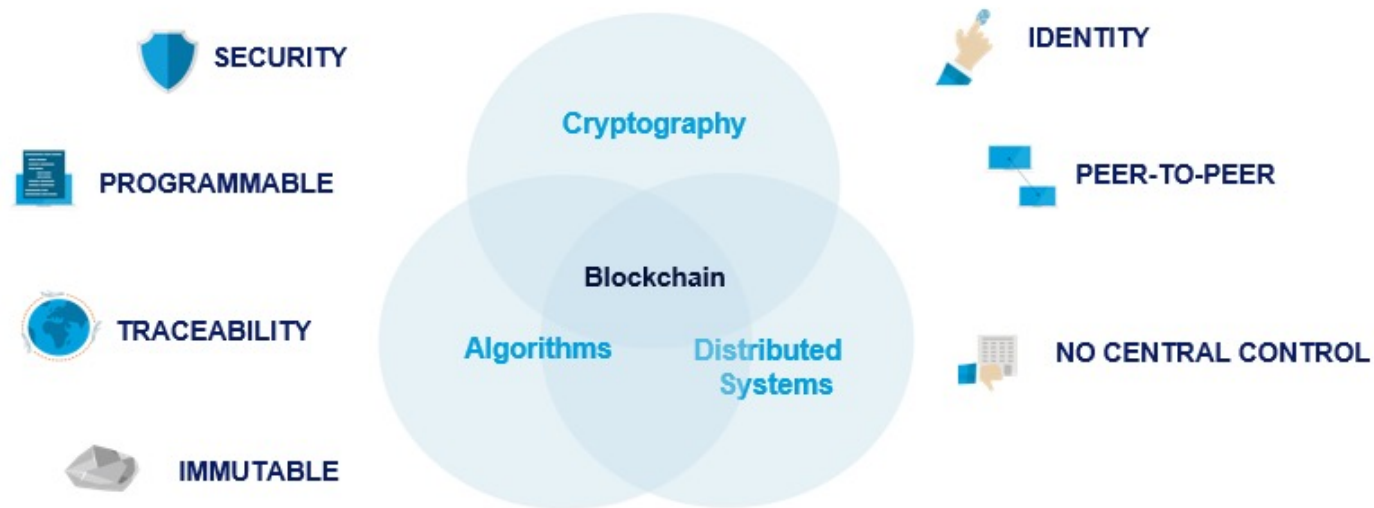 SECURITY
PROGRAMMABLE
TRACEABILITY
IMMUTABLE
Cryptography
Blockchain
Algorithms
Distributed
Systems
IDENTITY
PEER-TO-PEER
NO CENTRAL CONTROL